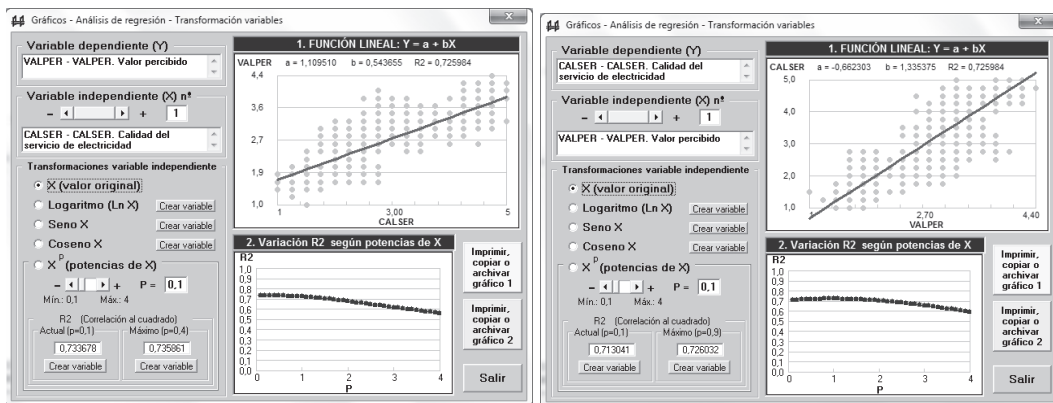 Gráficos - Análisis de regresión - Transformación variables
x
Variable dependiente (Y)
VALPER - VALPER. Valor percibido
Variable independiente (X) nº
- + 1
CALSER - CALSER. Calidad del
servicio de electricidad
Transformaciones variable independiente
X (valor original)
Logaritmo (Ln X) Crear variable
Seno X Crear variable
Coseno X Crear variable
X p (potencias de X)
- + P = 0,1
Mín.: 0,1 Máx.: 4
R2 (Correlación al cuadrado)
Actual (p=0,1) Máximo (p=0,4)
0,733678 0,735861
Crear variable Crear variable
1. FUNCIÓN LINEAL: Y = a + bX
VALPER a = 1,109510 b = 0,543655 R2 = 0,725984
4,4
3,6
2,7
1,9
1,0
1 3,00 5
CALSER
2. Variación R2 según potencias de X
R2
1,0
0,9
0,8
0,7
0,6
0,5
0,4
0,3
0,2
0,1
0,0
0 1 2 3 4
P
Imprimir,
copiar o
archivar
gráfico 1
Imprimir,
copiar o
archivar
gráfico 2
Salir
Gráficos - Análisis de regresión - Transformación variables
x
Variable dependiente (Y)
CALSER - CALSER. Calidad del
servicio de electricidad
Variable independiente (X) nº
- + 1
VALPER - VALPER. Valor percibido
Transformaciones variable independiente
X (valor original)
Logaritmo (Ln X) Crear variable
Seno X Crear variable
Coseno X Crear variable
X p (potencias de X)
- + P = 0,1
Mín.: 0,1 Máx.: 4
R2 (Correlación al cuadrado)
Actual (p=0,1) Máximo (p=0,9)
0,713041 0,726032
Crear variable Crear variable
1. FUNCIÓN LINEAL: Y = a + bX
CALSER a = -0,662303 b = 1,335375 R2 = 0,725984
5,0
4,0
3,0
2,0
1,0
1 2,70 4,40
VALPER
2. Variación R2 según potencias de X
R2
1,0
0,9
0,8
0,7
0,6
0,5
0,4
0,3
0,2
0,1
0,0
0 1 2 3 4
P
Imprimir,
copiar o
archivar
gráfico 1
Imprimir,
copiar o
archivar
gráfico 2
Salir